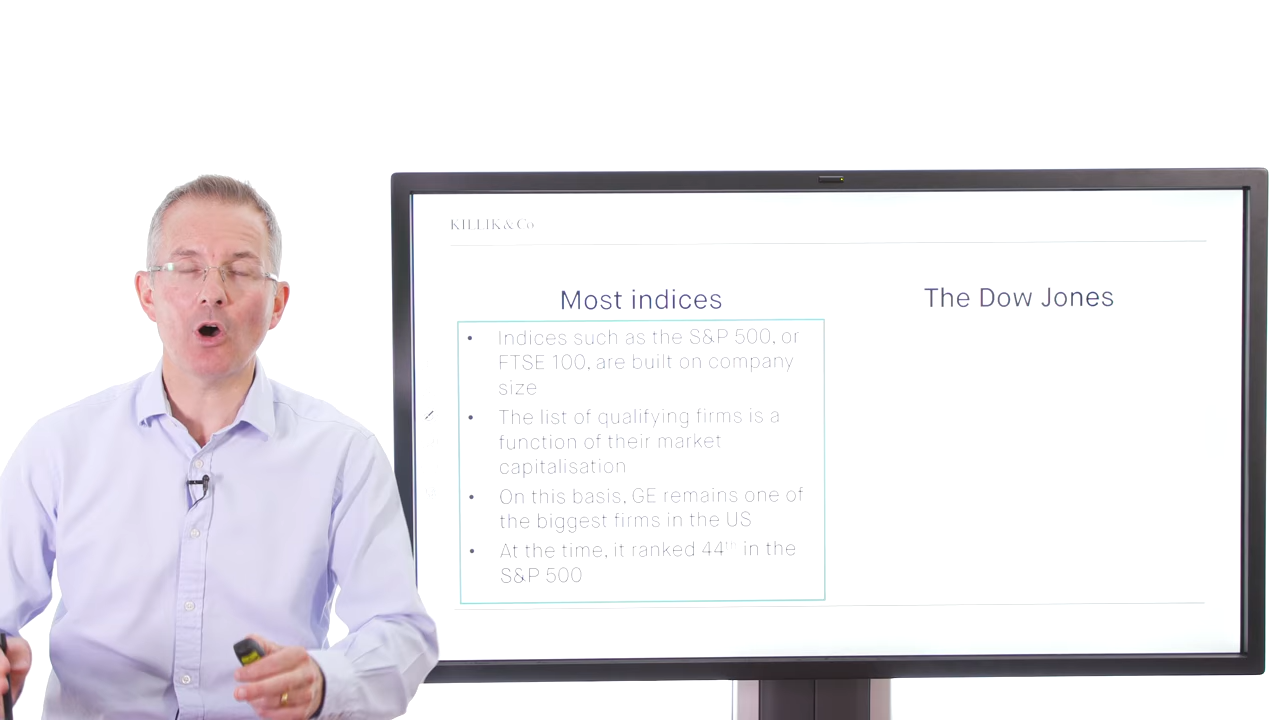 KILLIK & Co
Most indices
The Dow Jones
• Indices such as the S&P 500, or
FTSE 100, are built on company
size
• The list of qualifying firms is a
function of their market
capitalisation
• On this basis, GE remains one of
the biggest firms in the US
• At the time, it ranked 44th in the
S&P 500